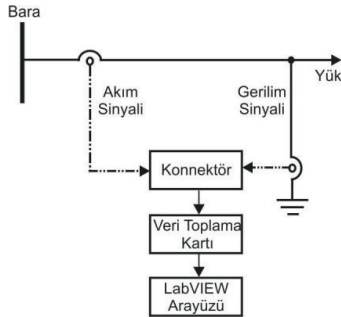 Bara
Yük
Akım
Sinyali
Gerilim
Sinyali
Konnektör
Veri Toplama
Kartı
LabVIEW
Arayüzü